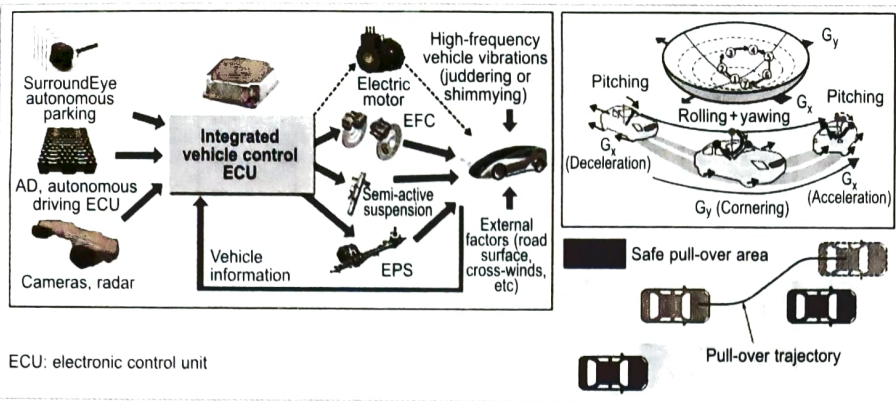 SurroundEye
autonomous
parking
AD, autonomous
driving ECU
Cameras, radar
Integrated
vehicle control
ECU
Vehicle
information
Electric
motor
EFC
Semi-active
suspension
EPS
High-frequency
vehicle vibrations
(juddering or
shimmying)
External
factors (road
surface,
cross-winds,
etc)
ECU: electronic control unit
Gy
Gx
Pitching
Rolling + yawing
Pitching
Gx
(Deceleration)
Gy (Cornering)
Gx
(Acceleration)
Safe pull-over area
Pull-over trajectory